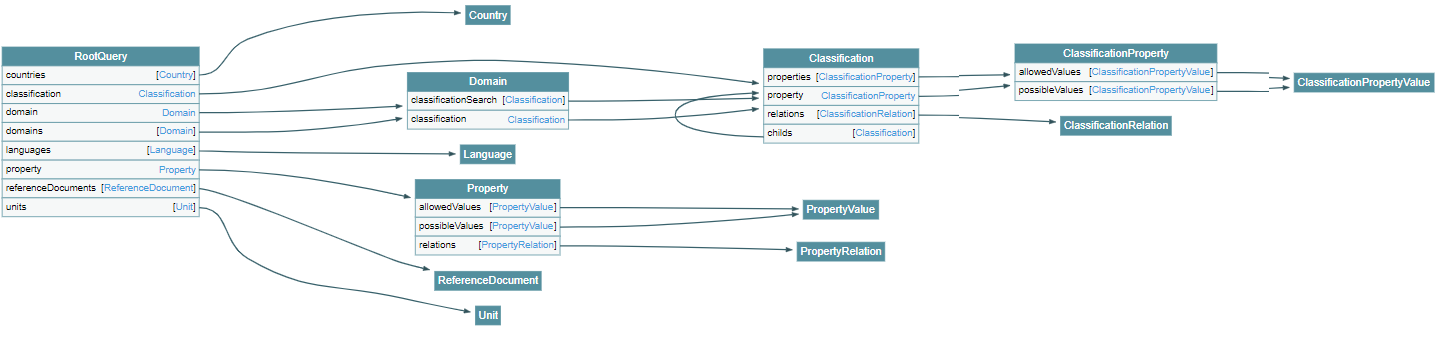 Country
RootQuery
countries [Country]
classification Classification
domain Domain
domains [Domain]
languages [Language]
property Property
referenceDocuments [ReferenceDocument]
units [Unit]
Domain
classificationSearch [Classification]
classification Classification
Language
Property
allowedValues [PropertyValue]
possibleValues [PropertyValue]
relations [PropertyRelation]
ReferenceDocument
Unit
Classification
properties [ClassificationProperty]
property ClassificationProperty
relations [ClassificationRelation]
childs [Classification]
PropertyValue
PropertyRelation
ClassificationProperty
allowedValues [ClassificationPropertyValue]
possibleValues [ClassificationPropertyValue]
ClassificationRelation
ClassificationPropertyValue